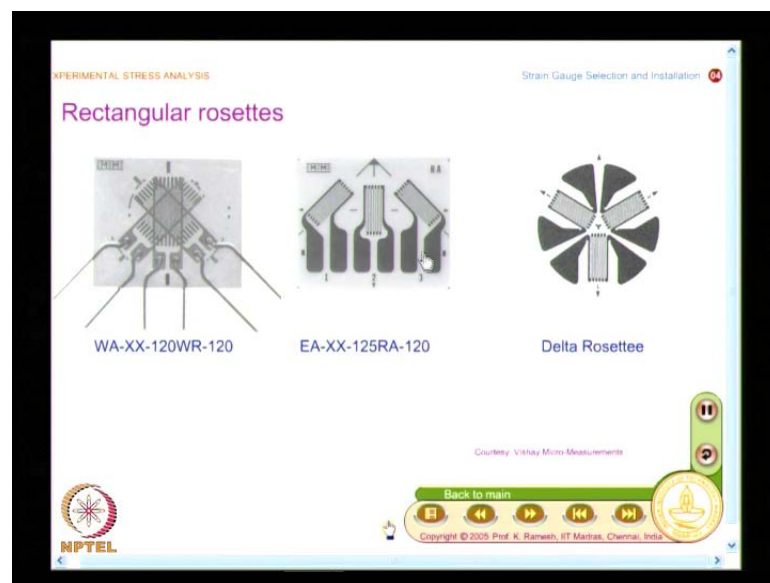 XPERIMENTAL STRESS ANALYSIS
Strain Gauge Selection and Installation 04
Rectangular rosettes
RA
1 2 3
WA-XX-120WR-120
EA-XX-125RA-120
Delta Rosettee
Courtesy Vishay Micro-Measurements
Back to main
Copyright © 2005 Prof. K. Ramesh, IIT Madras, Chennai, India
NPTEL